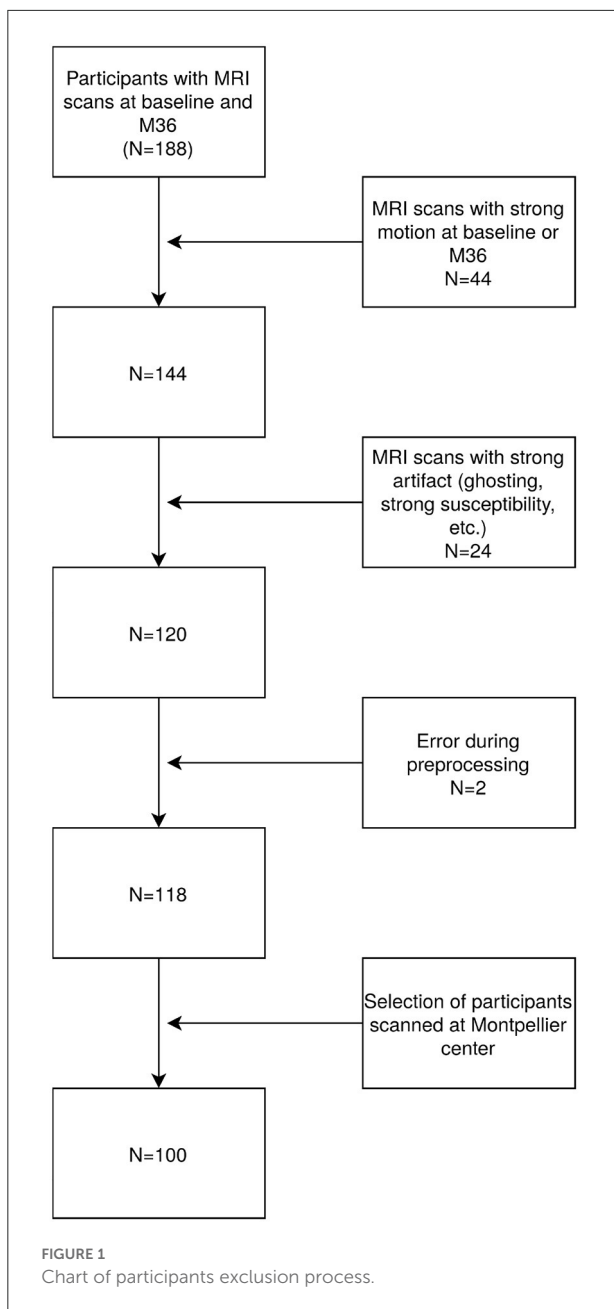 Participants with MRI
scans at baseline and
M36
(N=188)
MRI scans with strong
motion at baseline or
M36
N=44
N=144
MRI scans with strong
artifact (ghosting,
strong susceptibility,
etc.)
N=24
N=120
Error during
preprocessing
N=2
N=118
Selection of participants
scanned at Montpellier
center
N=100
FIGURE 1
Chart of participants exclusion process.